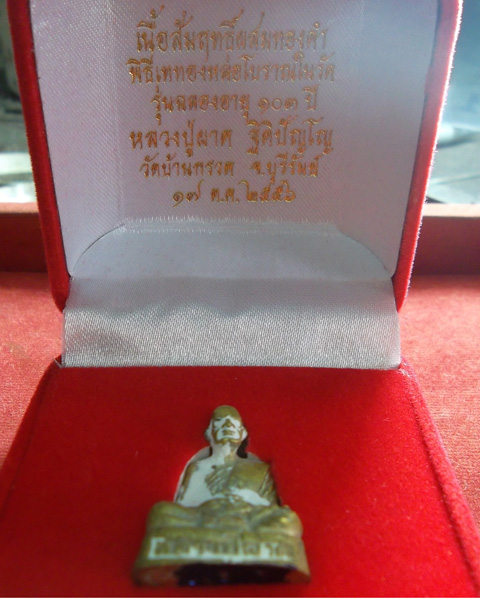 เนื้อสัมฤทธิ์ผสมทองคำ
พิธีเททองหล่อโบราณในวัด
รุ่นฉลองอายุ ๑๐๓ ปี
หลวงปู่ผาด ฐิติปัญโญ
วัดบ้านกรวด จ.บุรีรัมย์
๑๗ ต.ค. ๒๕๕๖